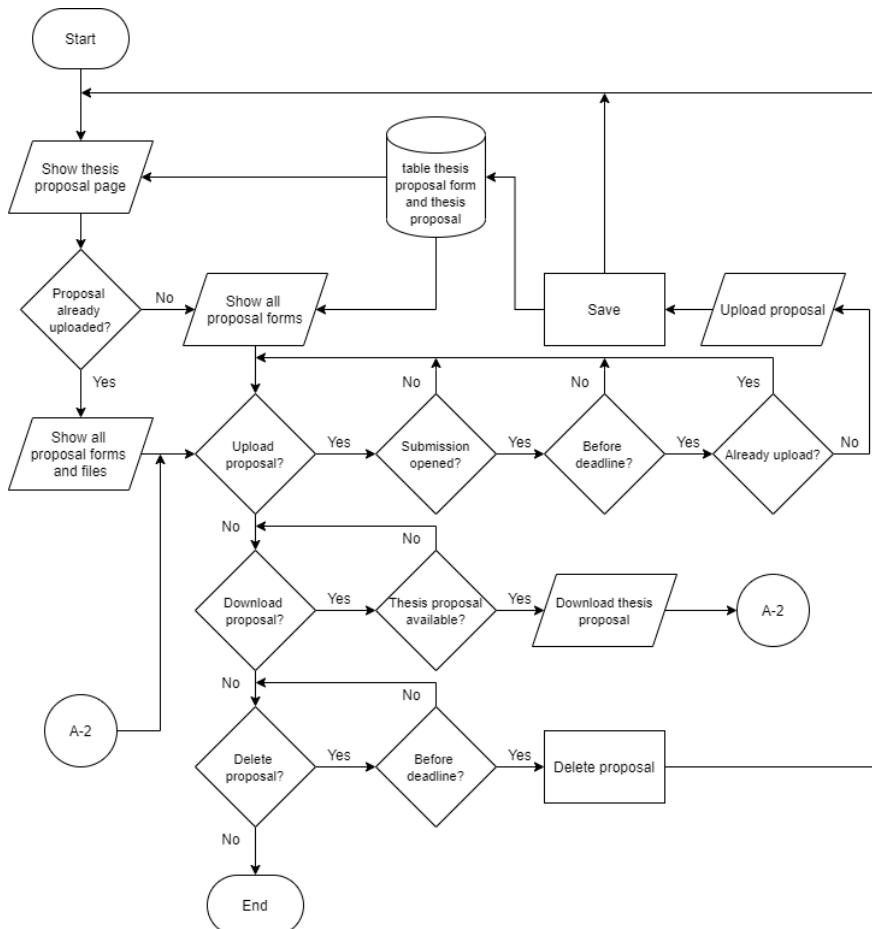 Start
Show thesis
proposal page
table thesis
proposal form
and thesis
proposal
Proposal
already
uploaded?
No
Show all
proposal forms
Save
Upload proposal
Yes
No
No
Yes
Show all
proposal forms
and files
Upload
proposal?
Yes
Submission
opened?
Yes
Before
deadline?
Yes
Already upload?
No
No
No
Download
proposal?
Yes
Thesis proposal
available?
Yes
Download thesis
proposal
A-2
No
No
A-2
Delete
proposal?
Yes
Before
deadline?
Yes
Delete proposal
No
End